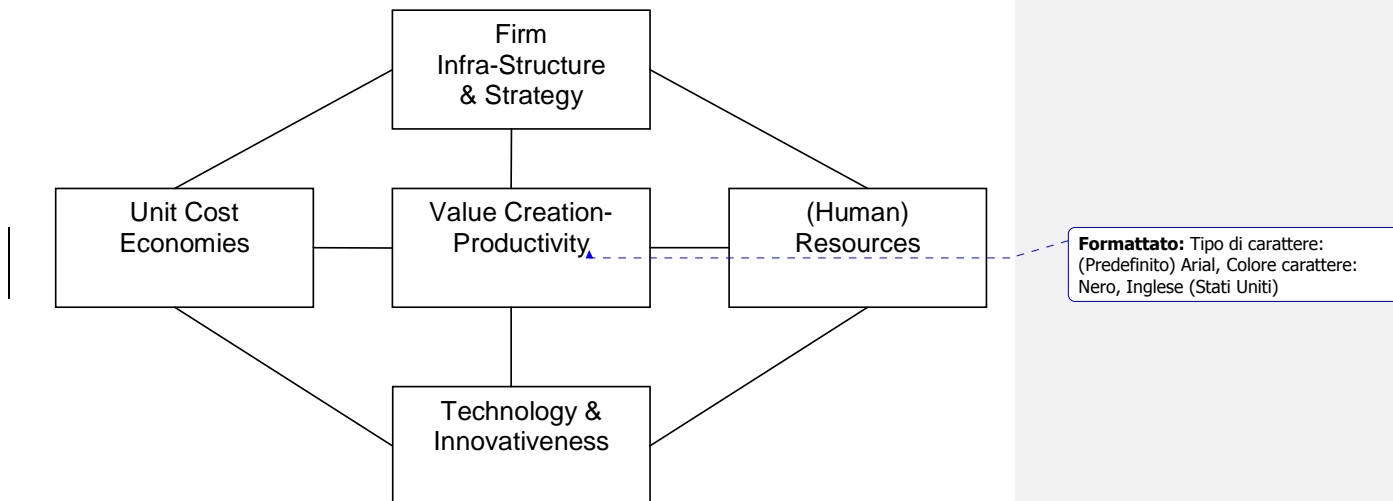 Firm
Infra-Structure
& Strategy
Unit Cost
Economies
Value Creation-
Productivity
(Human)
Resources
Formattato: Tipo di carattere:
(Predefinito) Arial, Colore carattere:
Nero, Inglese (Stati Uniti)
Technology &
Innovativeness